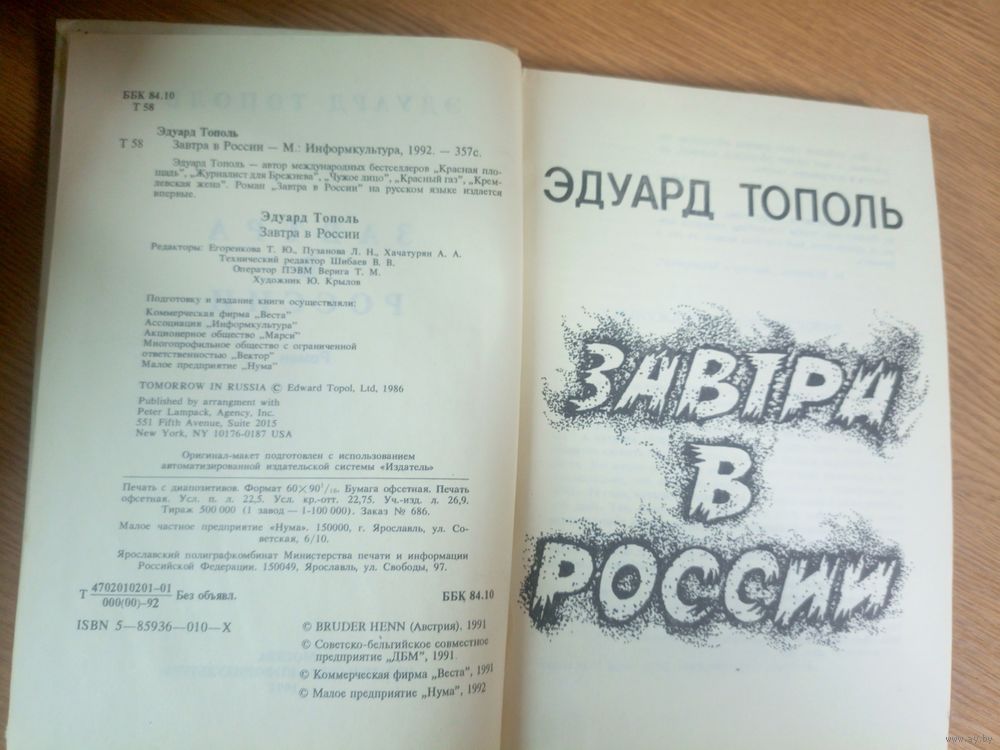 ББК 84.10
Т 58
Эдуард Тополь
Т 58 Завтра в России — М.: Информкультура, 1992. — 357с.
Эдуард Тополь — автор международных бестселлеров „Красная пло-
щадь", „Журналист для Брежнева", „Чужое лицо", „Красный газ", „Крем-
левская жена". Роман „Завтра в России" на русском языке издается
впервые.
Эдуард Тополь
Завтра в России
Редакторы: Егоренкова Т. Ю., Пузанова Л. Н., Хачатурян А. А.
Технический редактор Шибаев В. В.
Оператор ПЭВМ Верига Т. М.
Художник Ю. Крылов
Подготовку и издание книги осуществляли:
Коммерческая фирма „Веста"
Ассоциация „Информкультура"
Акционерное общество „Марси"
Многопрофильное общество с ограниченной
ответственностью „Вектор"
Малое предприятие „Нума"
TOMORROW IN RUSSIA © Edward Topol, Ltd, 1986
Published by arrangment with
Peter Lampack, Agency, Inc.
551 Fifth Avenue, Suite 2015
New York, NY 10176-0187 USA
Оригинал-макет подготовлен с использованием
автоматизированной издательской системы «Издатель»
Печать с диапозитивов. Формат 60×90¹/₁₆. Бумага офсетная. Печать
офсетная. Усл. п. л. 22,5. Усл. кр.-отт. 22,75. Уч.-изд. л. 26,9.
Тираж 500 000 (1 завод — 1-100 000). Заказ № 686.
Малое частное предприятие «Нума». 150000, г. Ярославль, ул. Со-
ветская, 6/10.
Ярославский полиграфкомбинат Министерства печати и информации
Российской Федерации. 150049, Ярославль, ул. Свободы, 97.
Т 4702010201—01
000(00)—92 Без объявл.
ББК 84.10
ISBN 5—85936—010—X
© BRUDER HENN (Австрия). 1991
© Советско-бельгийское совместное
предприятие „ДБМ", 1991.
© Коммерческая фирма „Веста", 1991
© Малое предприятие „Нума", 1992
ЭДУАРД ТОПОЛЬ
ЗАВТРА
В
РОССИИ
www.ay.by